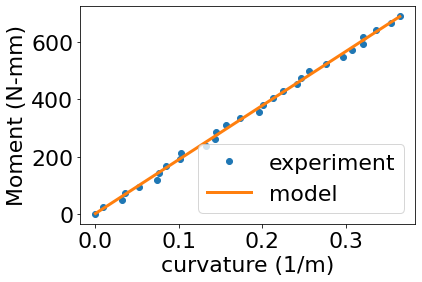 Moment (N-mm)
600
400
200
0
experiment
model
0.0 0.1 0.2 0.3
curvature (1/m)